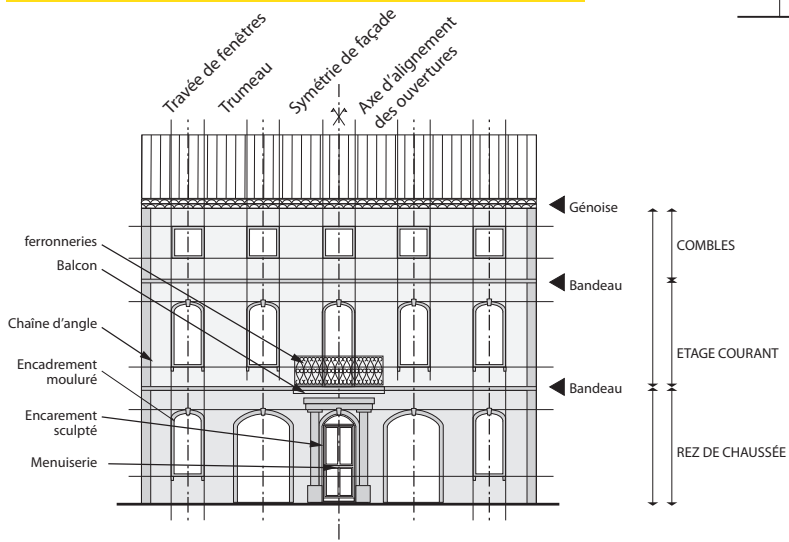 Travée de fenêtres
Trumeau
Symétrie de façade
Axe d'alignement
des ouvertures
Génoise
ferronneries
Balcon
COMBLES
Bandeau
Chaîne d'angle
Encadrement
mouluré
ETAGE COURANT
Bandeau
Encarement
sculpté
Menuiserie
REZ DE CHAUSSÉE